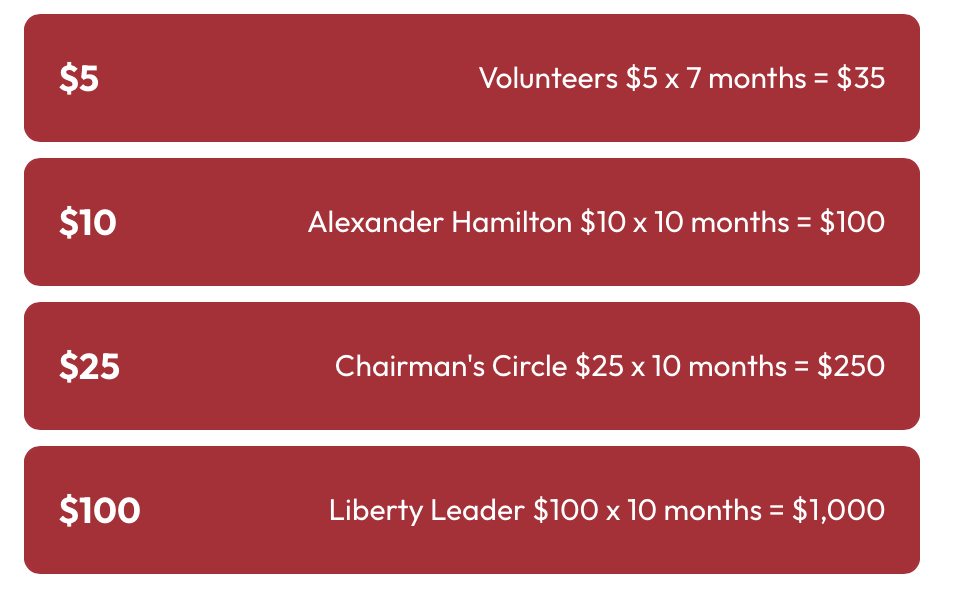 $5 Volunteers $5 x 7 months = $35
$10 Alexander Hamilton $10 x 10 months = $100
$25 Chairman's Circle $25 x 10 months = $250
$100 Liberty Leader $100 x 10 months = $1,000